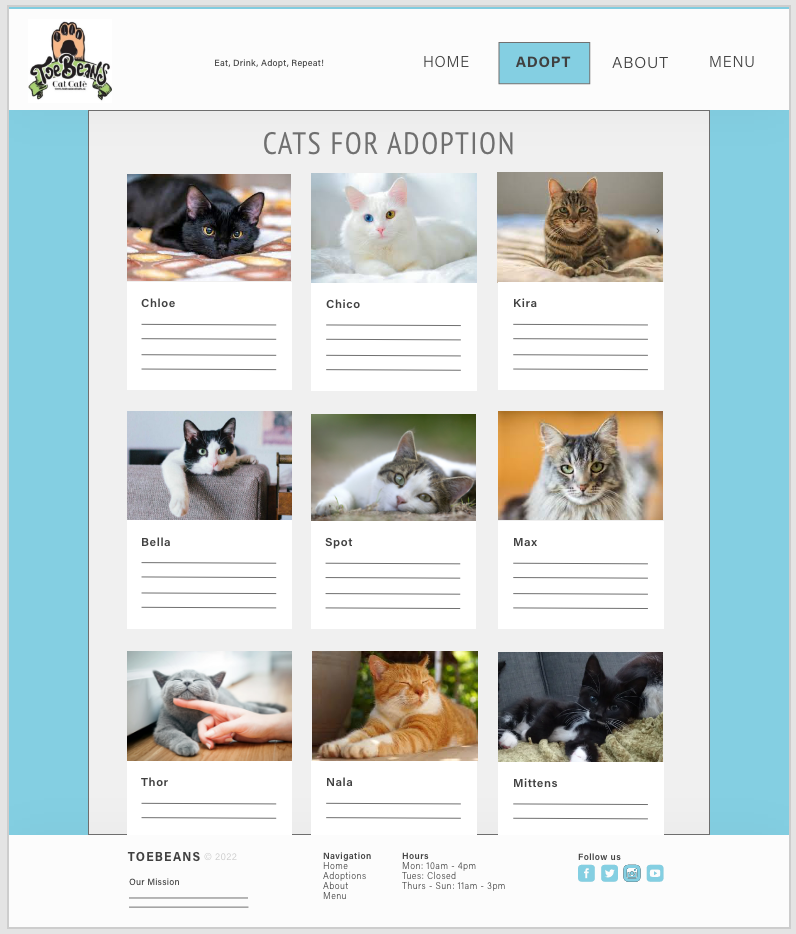 ToeBeans
Cat Café
Eat, Drink, Adopt, Repeat!
HOME
ADOPT
ABOUT
MENU
CATS FOR ADOPTION
Chloe
Chico
Kira
Bella
Spot
Max
Thor
Nala
Mittens
TOEBEANS © 2022
Our Mission
Navigation
Home
Adoptions
About
Menu
Hours
Mon: 10am - 4pm
Tues: Closed
Thurs - Sun: 11am - 3pm
Follow us